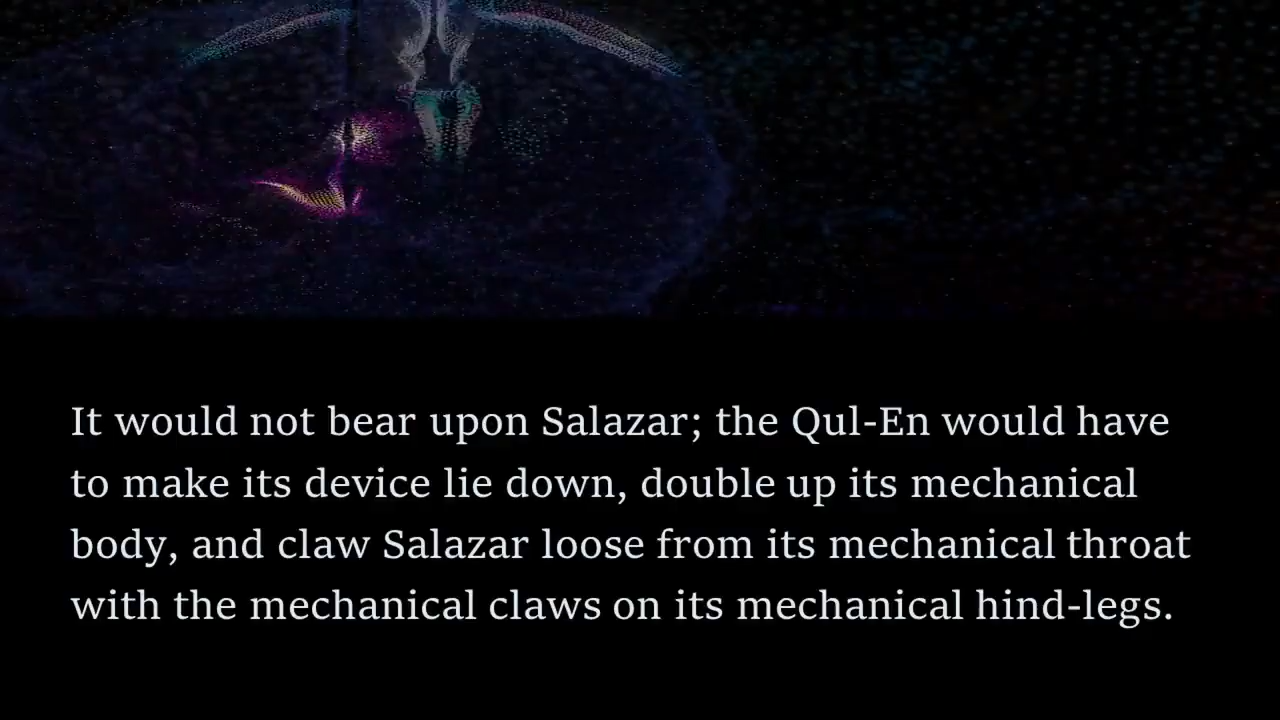 It would not bear upon Salazar; the Qul-En would have
to make its device lie down, double up its mechanical
body, and claw Salazar loose from its mechanical throat
with the mechanical claws on its mechanical hind-legs.